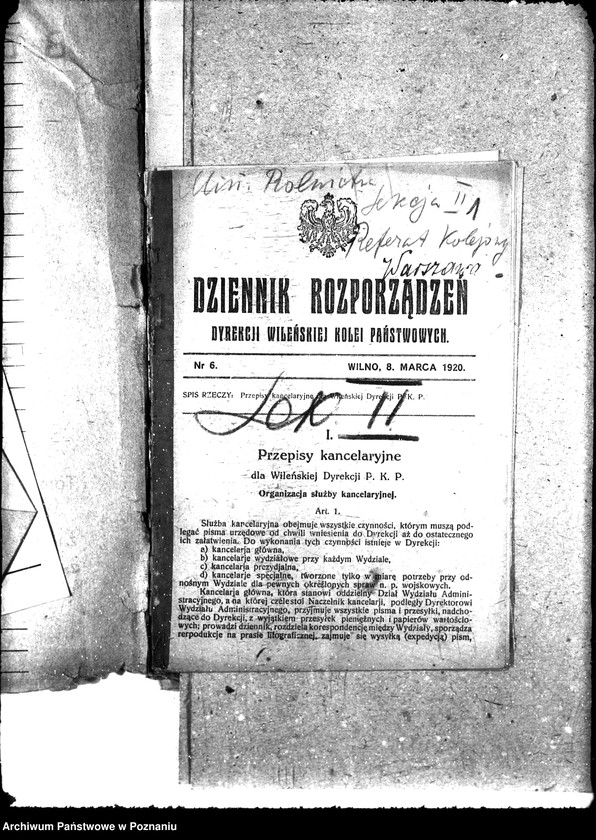 Min. Rolnictwa
Sekcja II 1
Referat Kolejowy
Warszawa
DZIENNIK ROZPORZĄDZEŃ
DYREKCJI WILEŃSKIEJ KOLEI PAŃSTWOWYCH.
Nr 6.
WILNO, 8. MARCA 1920.
SPIS RZECZY: Przepisy kancelaryjne dla Wileńskiej Dyrekcji P. K. P.
Sek II
I.
Przepisy kancelaryjne
dla Wileńskiej Dyrekcji P. K. P.
Organizacja służby kancelaryjnej.
Art. 1.
Służba kancelaryjna obejmuje wszystkie czynności, którym muszą pod-
legać pisma urzędowe od chwili wniesienia do Dyrekcji aż do ostatecznego
ich załatwienia. Do wykonania tych czynności istnieje w Dyrekcji:
a) kancelerja główna,
b) kancelarje wydziałowe przy każdym Wydziale,
c) kancelarja prezydjalna,
d) kancelarje specjalne, tworzone tylko w miarę potrzeby przy od-
nośnym Wydziale dla pewnych określonych spraw n. p. wojskowych.
Kancelarja główna, która stanowi oddzielny Dział Wydziału Admini-
stracyjnego, a na której czele stoi Naczelnik kancelarji, podległy Dyrektorowi
Wydziału Administracyjnego, przyjmuje wszystkie pisma i przesyłki, nadcho-
dzące do Dyrekcji, z wyjątkiem przesyłek pieniężnych i papierów wartościo-
wych; prowadzi dziennik, rozdziela korespondencję między Wydziały, sporządza
rerpodukcje na prasie litograficznej, zajmuje się wysyłką (expedycją) pism,
Archiwum Państwowe w Poznaniu